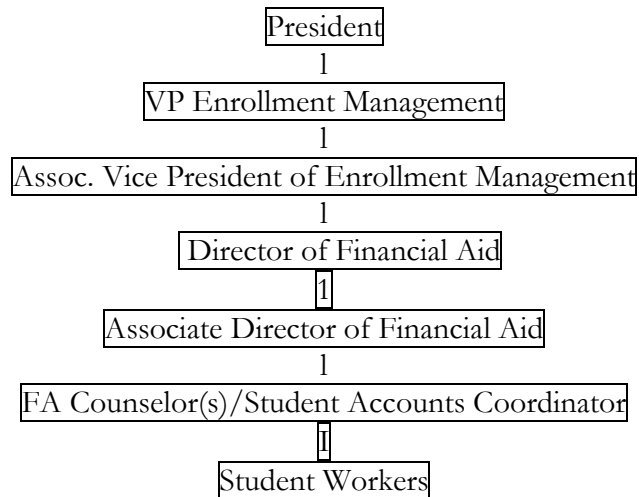 President
l
VP Enrollment Management
l
Assoc. Vice President of Enrollment Management
l
Director of Financial Aid
1
Associate Director of Financial Aid
l
FA Counselor(s)/Student Accounts Coordinator
I
Student Workers